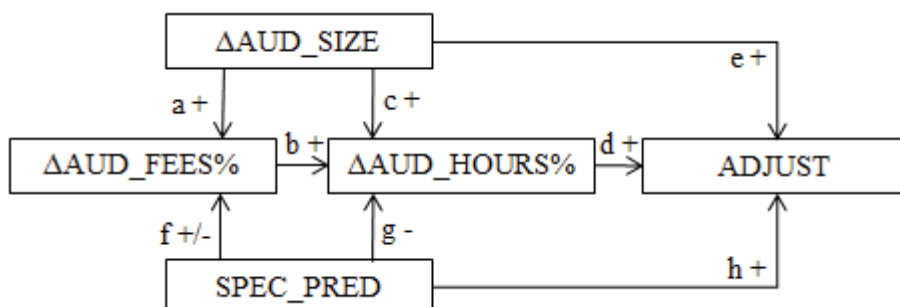 ΔAUD_SIZE
e +
a +
c +
ΔAUD_FEES%
b +
ΔAUD_HOURS%
d +
ADJUST
f +/-
g -
h +
SPEC_PRED